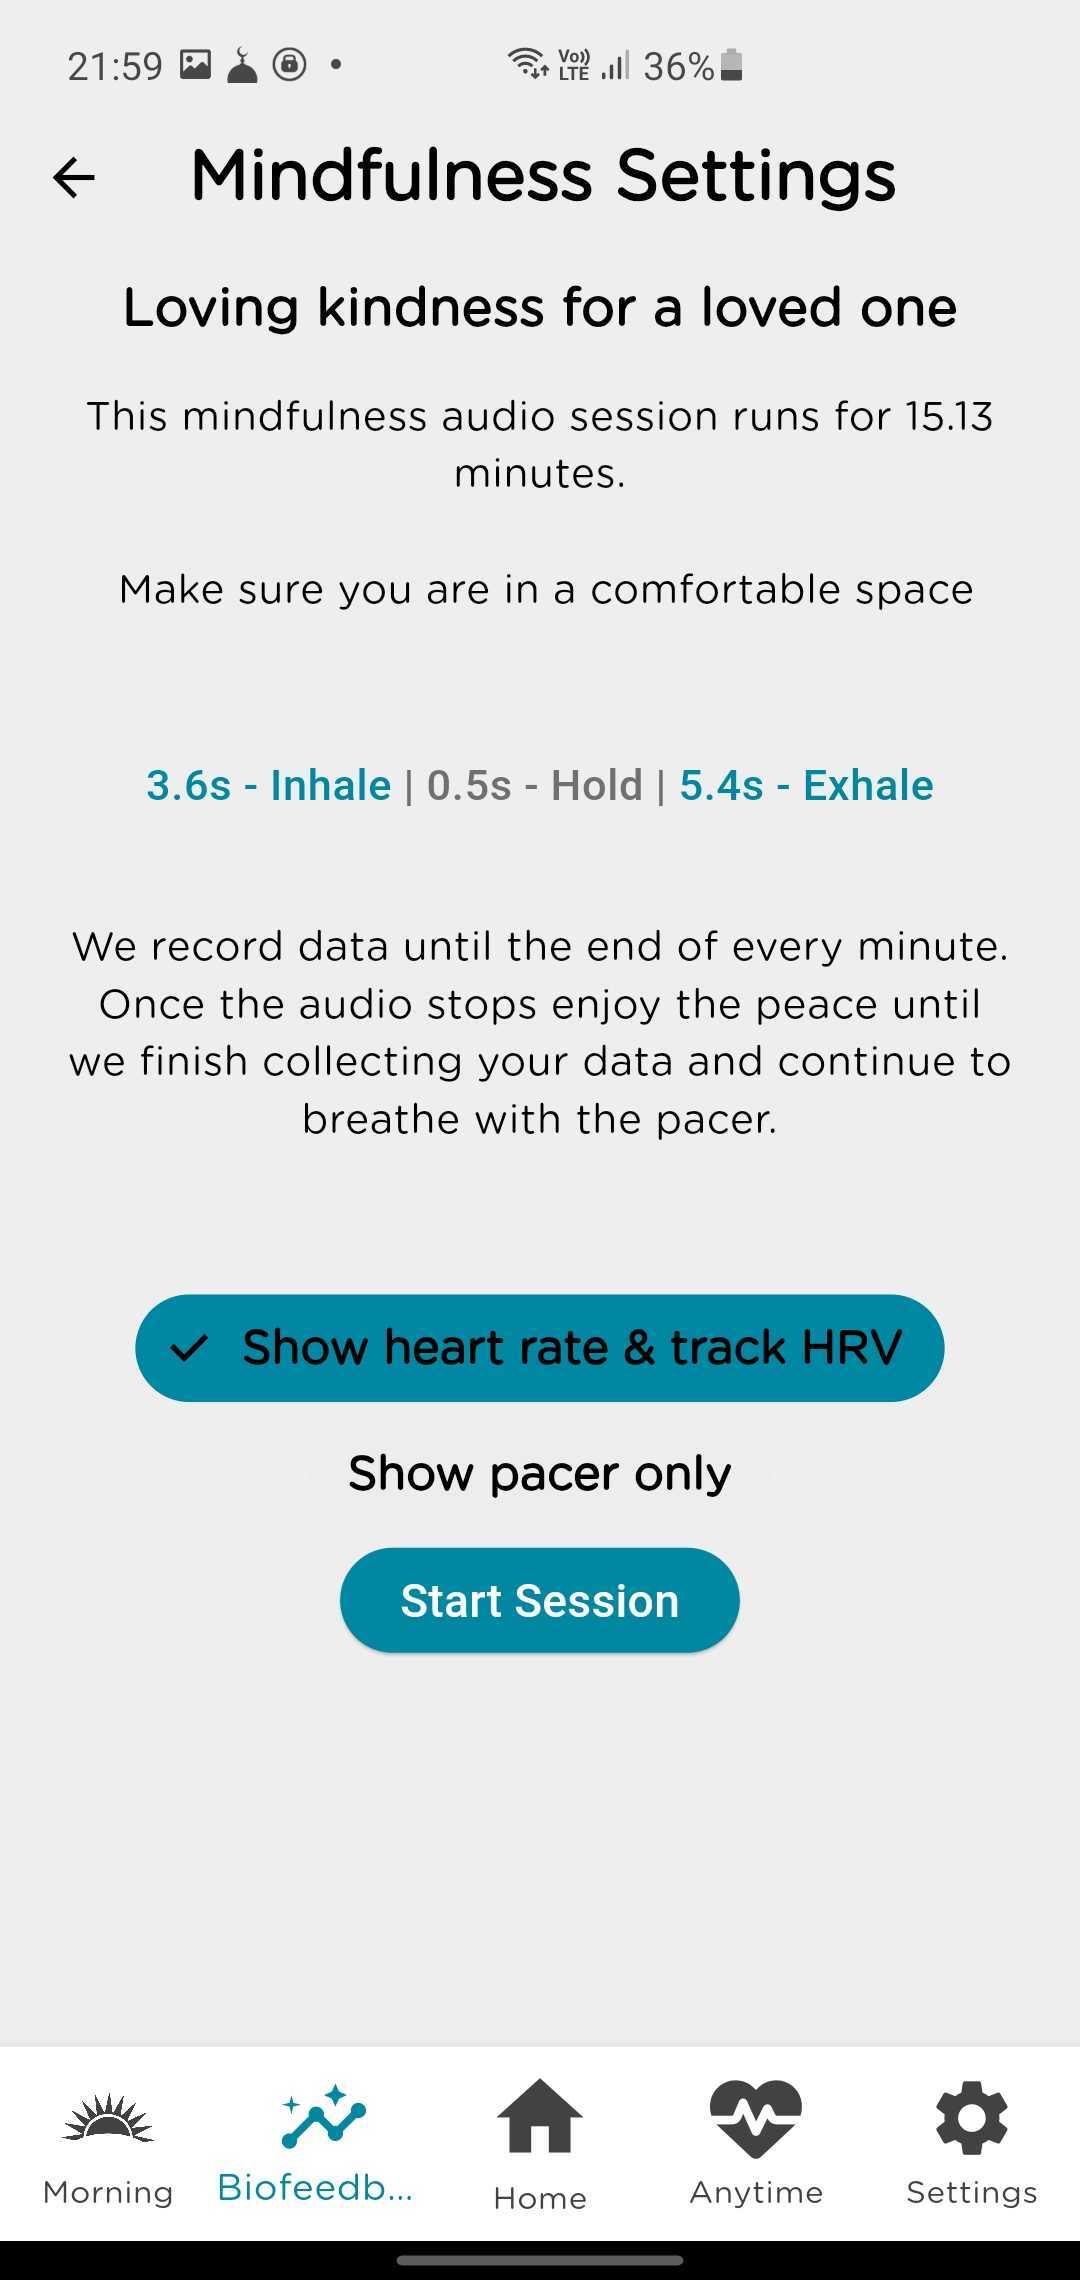 21:59
Vo)) LTE
36%
Mindfulness Settings
Loving kindness for a loved one
This mindfulness audio session runs for 15.13
minutes.
Make sure you are in a comfortable space
3.6s - Inhale | 0.5s - Hold | 5.4s - Exhale
We record data until the end of every minute.
Once the audio stops enjoy the peace until
we finish collecting your data and continue to
breathe with the pacer.
Show heart rate & track HRV
Show pacer only
Start Session
Morning
Biofeedb...
Home
Anytime
Settings